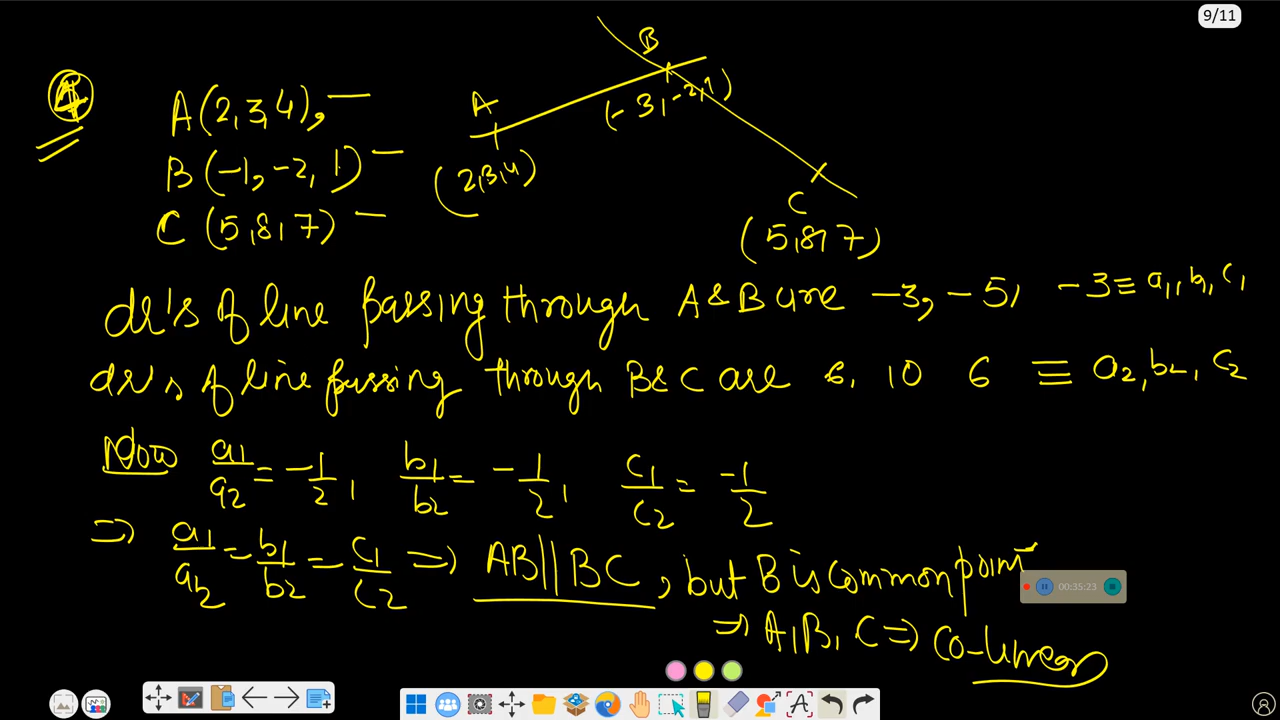 9/11
4
A(2,3,4),
B(-1,-2,1)
C(5,8,7)
A
(2,3,4)
B
(-3,-2,1)
C
(5,8,7)
dr's of line passing through A&B are -3, -5, -3 ≡ a1, b1, c1
dr's of line passing through B&C are 6, 10 6 ≡ a2, b2, c2
Now a1/a2 = -1/2, b1/b2 = -1/2, c1/c2 = -1/2
⇒ a1/a2 = b1/b2 = c1/c2 ⇒ AB||BC, but B is common point
⇒ A, B, C ⇒ Co-linear
00:35:23